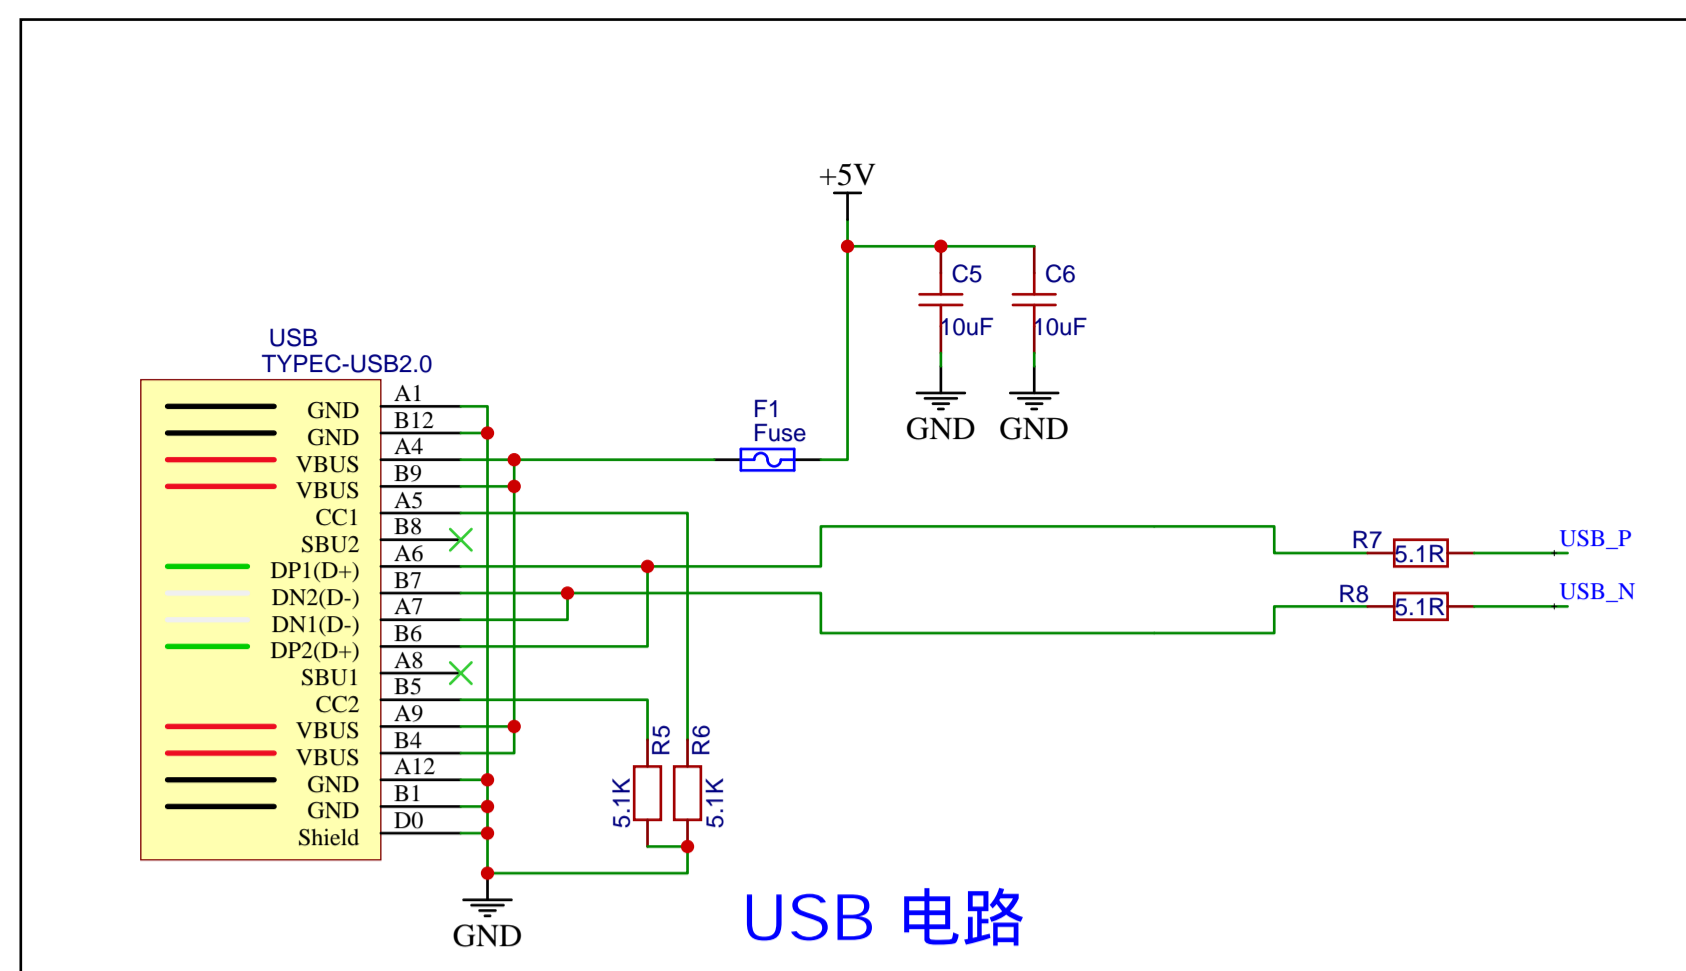 +5V
C5
C6
10uF
10uF
GND
GND
USB
TYPEC-USB2.0
F1
Fuse
GND A1
GND B12
VBUS A4
VBUS B9
CC1 A5
SBU2 B8
DP1(D+) A6
DN2(D-) B7
DN1(D-) A7
DP2(D+) B6
SBU1 A8
CC2 B5
VBUS A9
VBUS B4
GND A12
GND B1
Shield D0
R7
5.1R
USB_P
R8
5.1R
USB_N
R5
5.1K
R6
5.1K
GND
USB 电路